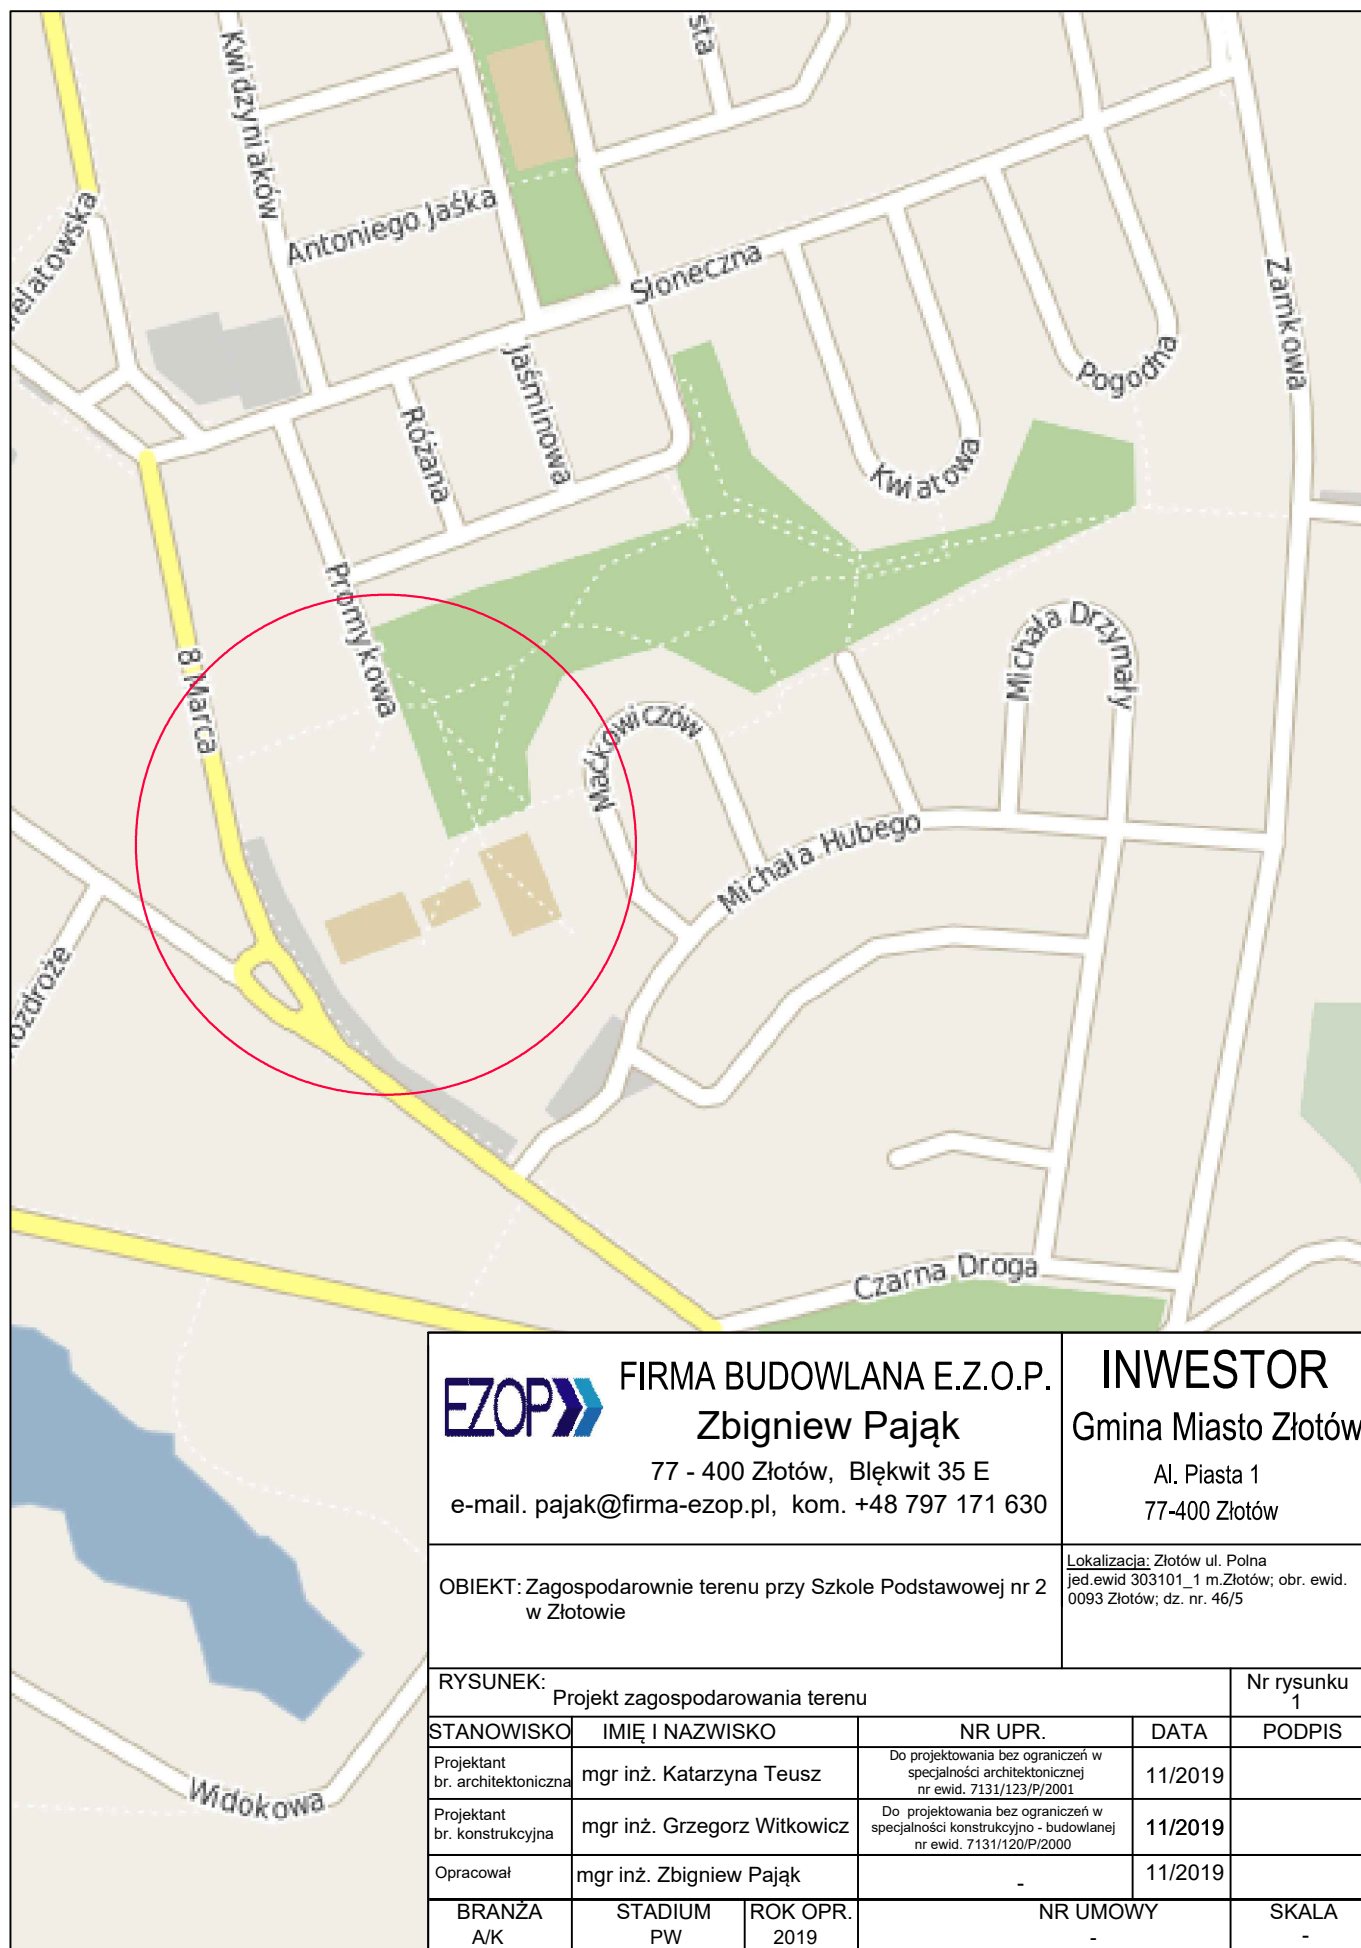 sta
Kwidzyniaków
Antoniego Jaśka
Słoneczna
Zamkowa
Pogodna
Jaśminowa
Różana
Kwiatowa
Promykowa
8 Marca
Maćkowiczów
Michała Drzymały
Michała Hubego
Czarna Droga
Widokowa
EZOP
FIRMA BUDOWLANA E.Z.O.P.
Zbigniew Pająk
77 - 400 Złotów, Blękwit 35 E
e-mail. pajak@firma-ezop.pl, kom. +48 797 171 630
INWESTOR
Gmina Miasto Złotów
Al. Piasta 1
77-400 Złotów
OBIEKT: Zagospodarownie terenu przy Szkole Podstawowej nr 2
w Złotowie
Lokalizacja: Złotów ul. Polna
jed.ewid 303101_1 m.Złotów; obr. ewid.
0093 Złotów; dz. nr. 46/5
RYSUNEK:
Projekt zagospodarowania terenu
Nr rysunku
1
STANOWISKO IMIĘ I NAZWISKO NR UPR. DATA PODPIS
Projektant
br. architektoniczna
mgr inż. Katarzyna Teusz
Do projektowania bez ograniczeń w
specjalności architektonicznej
nr ewid. 7131/123/P/2001
11/2019
Projektant
br. konstrukcyjna
mgr inż. Grzegorz Witkowicz
Do projektowania bez ograniczeń w
specjalności konstrukcyjno - budowlanej
nr ewid. 7131/120/P/2000
11/2019
Opracował
mgr inż. Zbigniew Pająk
-
11/2019
BRANŻA STADIUM ROK OPR. NR UMOWY SKALA
A/K PW 2019 - -